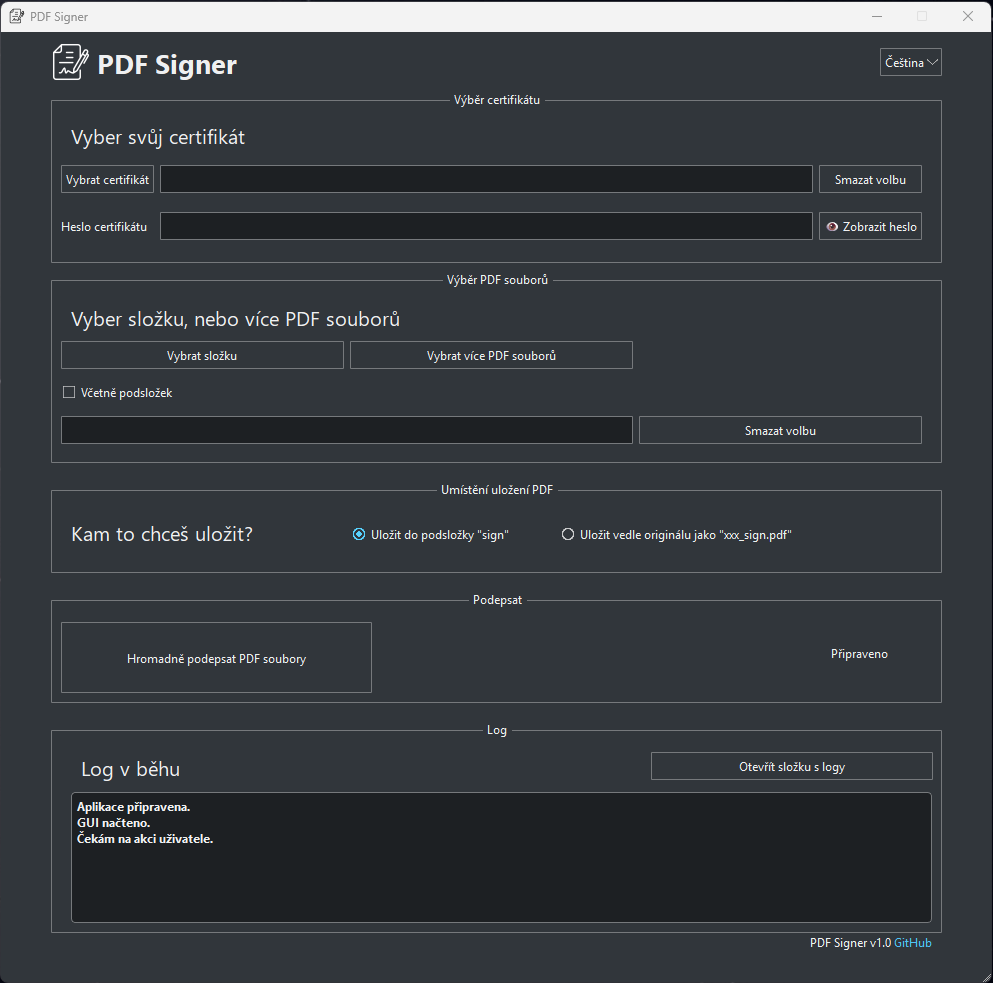 PDF Signer
PDF Signer
Čeština
Výběr certifikátu
Vyber svůj certifikát
Vybrat certifikát
Smazat volbu
Heslo certifikátu
Zobrazit heslo
Výběr PDF souborů
Vyber složku, nebo více PDF souborů
Vybrat složku
Vybrat více PDF souborů
Včetně podsložek
Smazat volbu
Umístění uložení PDF
Kam to chceš uložit?
Uložit do podsložky "sign"
Uložit vedle originálu jako "xxx_sign.pdf"
Podepsat
Hromadně podepsat PDF soubory
Připraveno
Log
Log v běhu
Otevřít složku s logy
Aplikace připravena.
GUI načteno.
Čekám na akci uživatele.
PDF Signer v1.0 GitHub